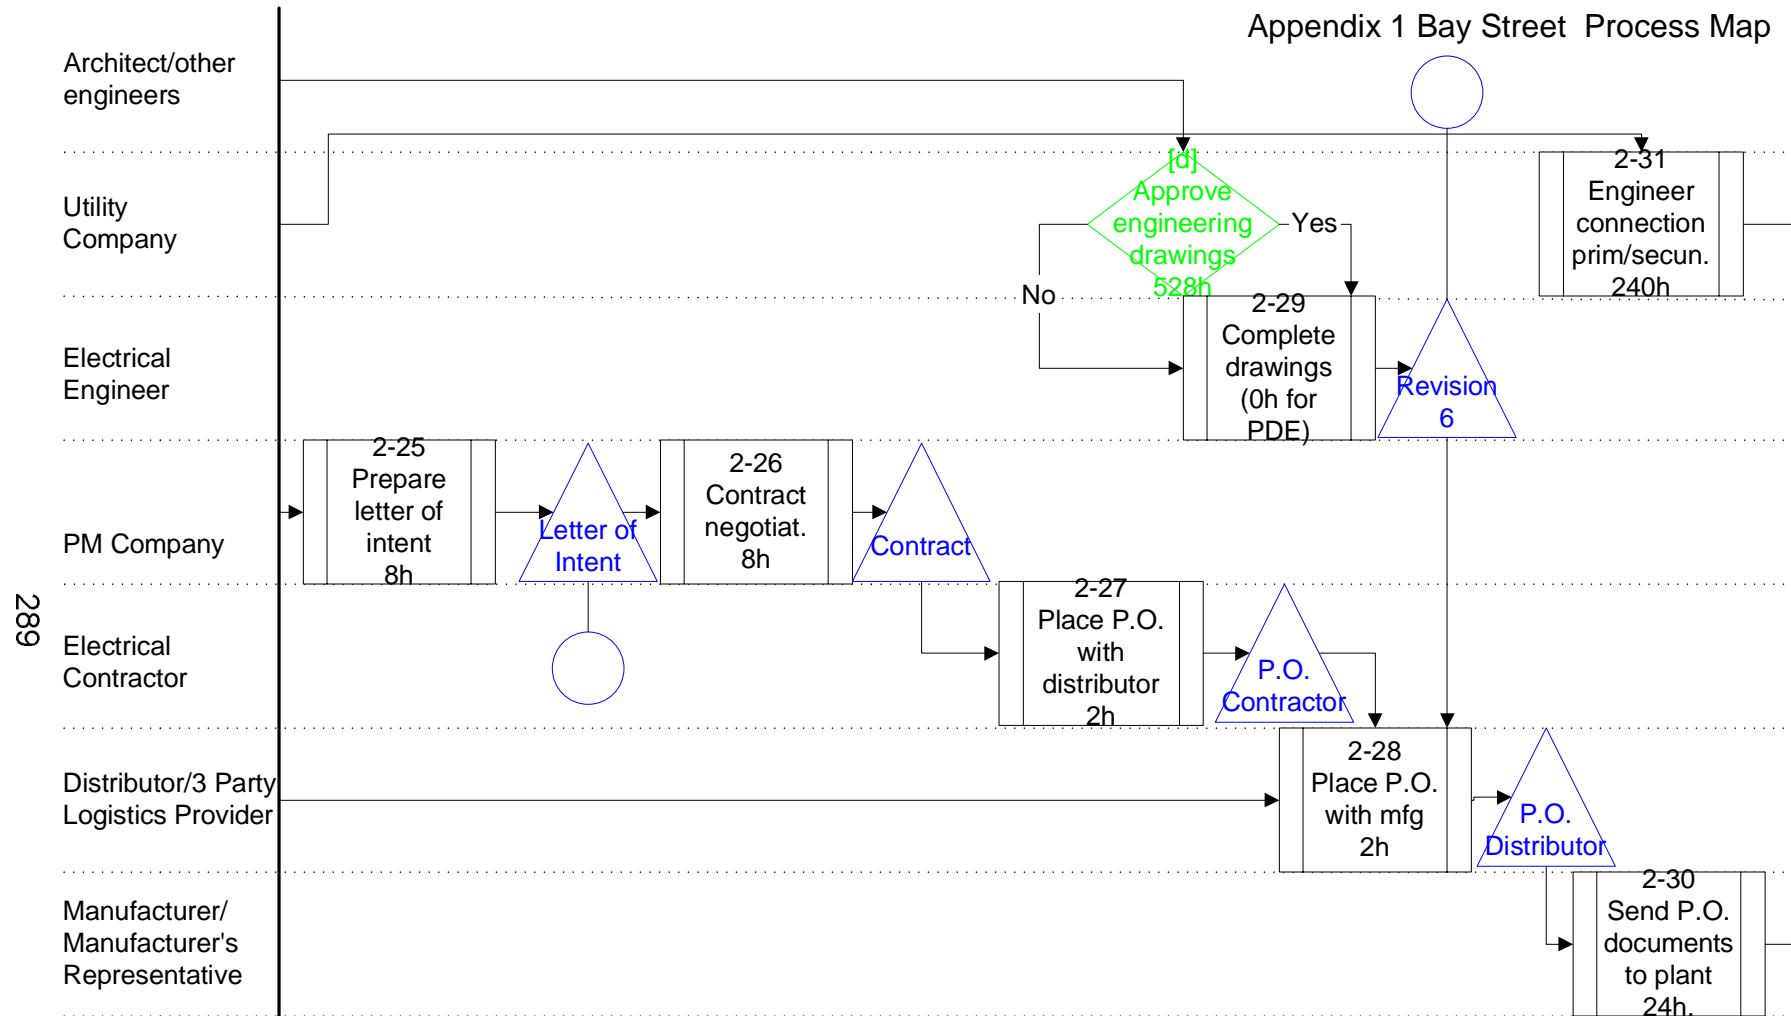 Appendix 1 Bay Street  Process Map
Architect/other
engineers
Utility
Company
[d]
Approve
engineering
drawings
528h
Yes
No
2-31
Engineer
connection
prim/secun.
240h
Electrical
Engineer
2-29
Complete
drawings
(0h for
PDE)
Revision
6
PM Company
2-25
Prepare
letter of
intent
8h
Letter of
Intent
2-26
Contract
negotiat.
8h
Contract
Electrical
Contractor
2-27
Place P.O.
with
distributor
2h
P.O.
Contractor
Distributor/3 Party
Logistics Provider
2-28
Place P.O.
with mfg
2h
P.O.
Distributor
Manufacturer/
Manufacturer's
Representative
2-30
Send P.O.
documents
to plant
24h.
289